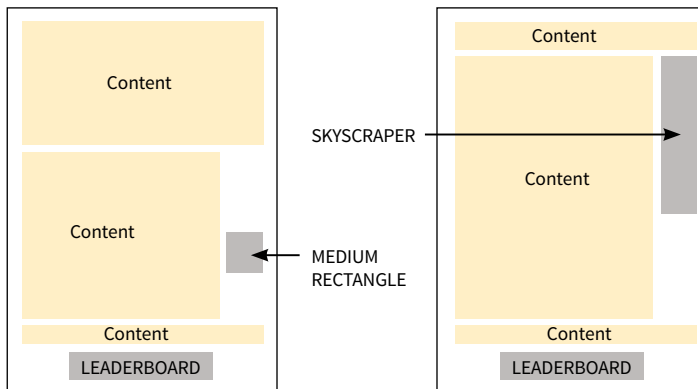 Content
Content
Content
LEADERBOARD
SKYSCRAPER
MEDIUM
RECTANGLE
Content
Content
Content
LEADERBOARD